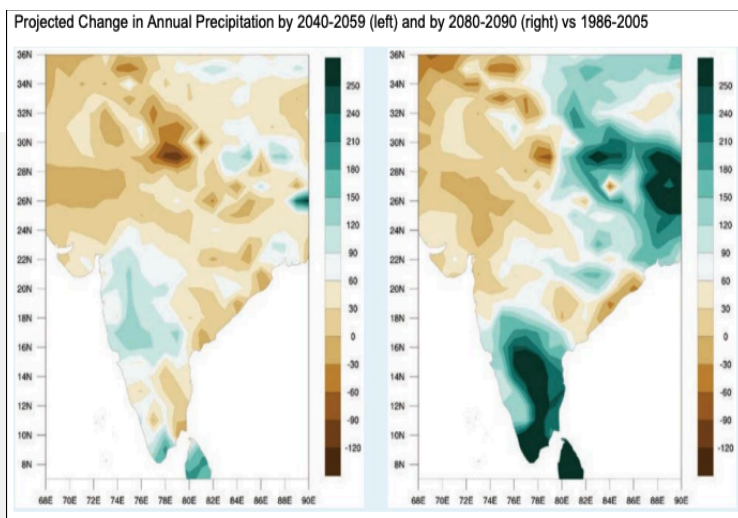 Projected Change in Annual Precipitation by 2040-2059 (left) and by 2080-2090 (right) vs 1986-2005
36N
34N
32N
30N
28N
26N
24N
22N
20N
18N
16N
14N
12N
10N
8N
68E 70E 72E 74E 76E 78E 80E 82E 84E 86E 88E 90E
250
240
210
180
150
120
90
60
30
0
-30
-60
-90
-120
36N
34N
32N
30N
28N
26N
24N
22N
20N
18N
16N
14N
12N
10N
8N
68E 70E 72E 74E 76E 78E 80E 82E 84E 86E 88E 90E
250
240
210
180
150
120
90
60
30
0
-30
-60
-90
-120